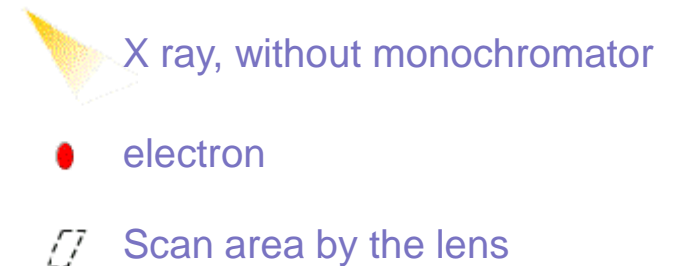 X ray, without monochromator
electron
Scan area by the lens